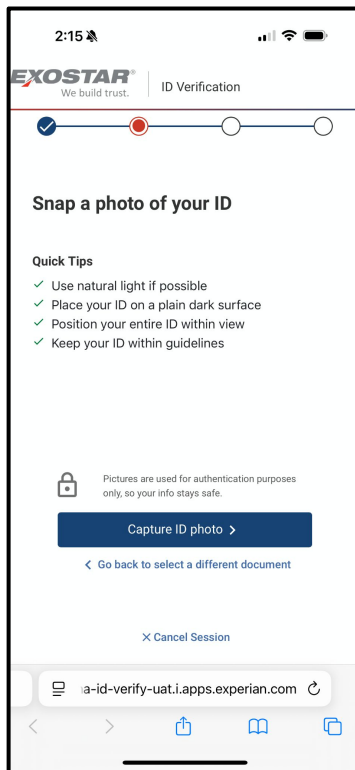 2:15
EXOSTAR®
We build trust.
ID Verification
Snap a photo of your ID
Quick Tips
Use natural light if possible
Place your ID on a plain dark surface
Position your entire ID within view
Keep your ID within guidelines
Pictures are used for authentication purposes
only, so your info stays safe.
Capture ID photo
Go back to select a different document
Cancel Session
a-id-verify-uat.i.apps.experian.com